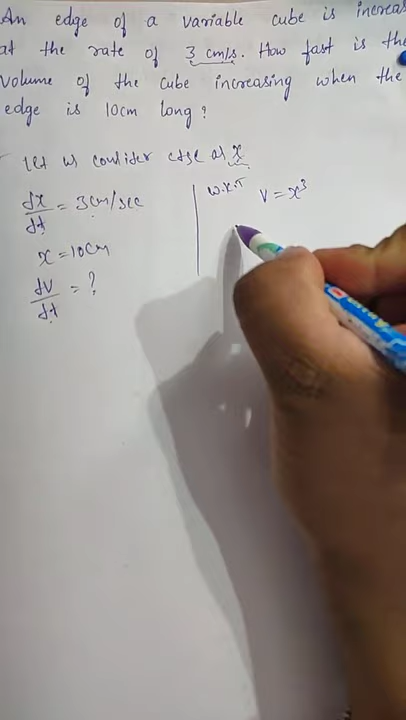 An edge of a variable cube is increas
at the rate of 3 cm/s. How fast is the
volume of the cube increasing when the
edge is 10cm long?
Let us consider edge as x
dx/dt = 3cm/sec
x = 10cm
dV/dt = ?
W.K.T V = x³